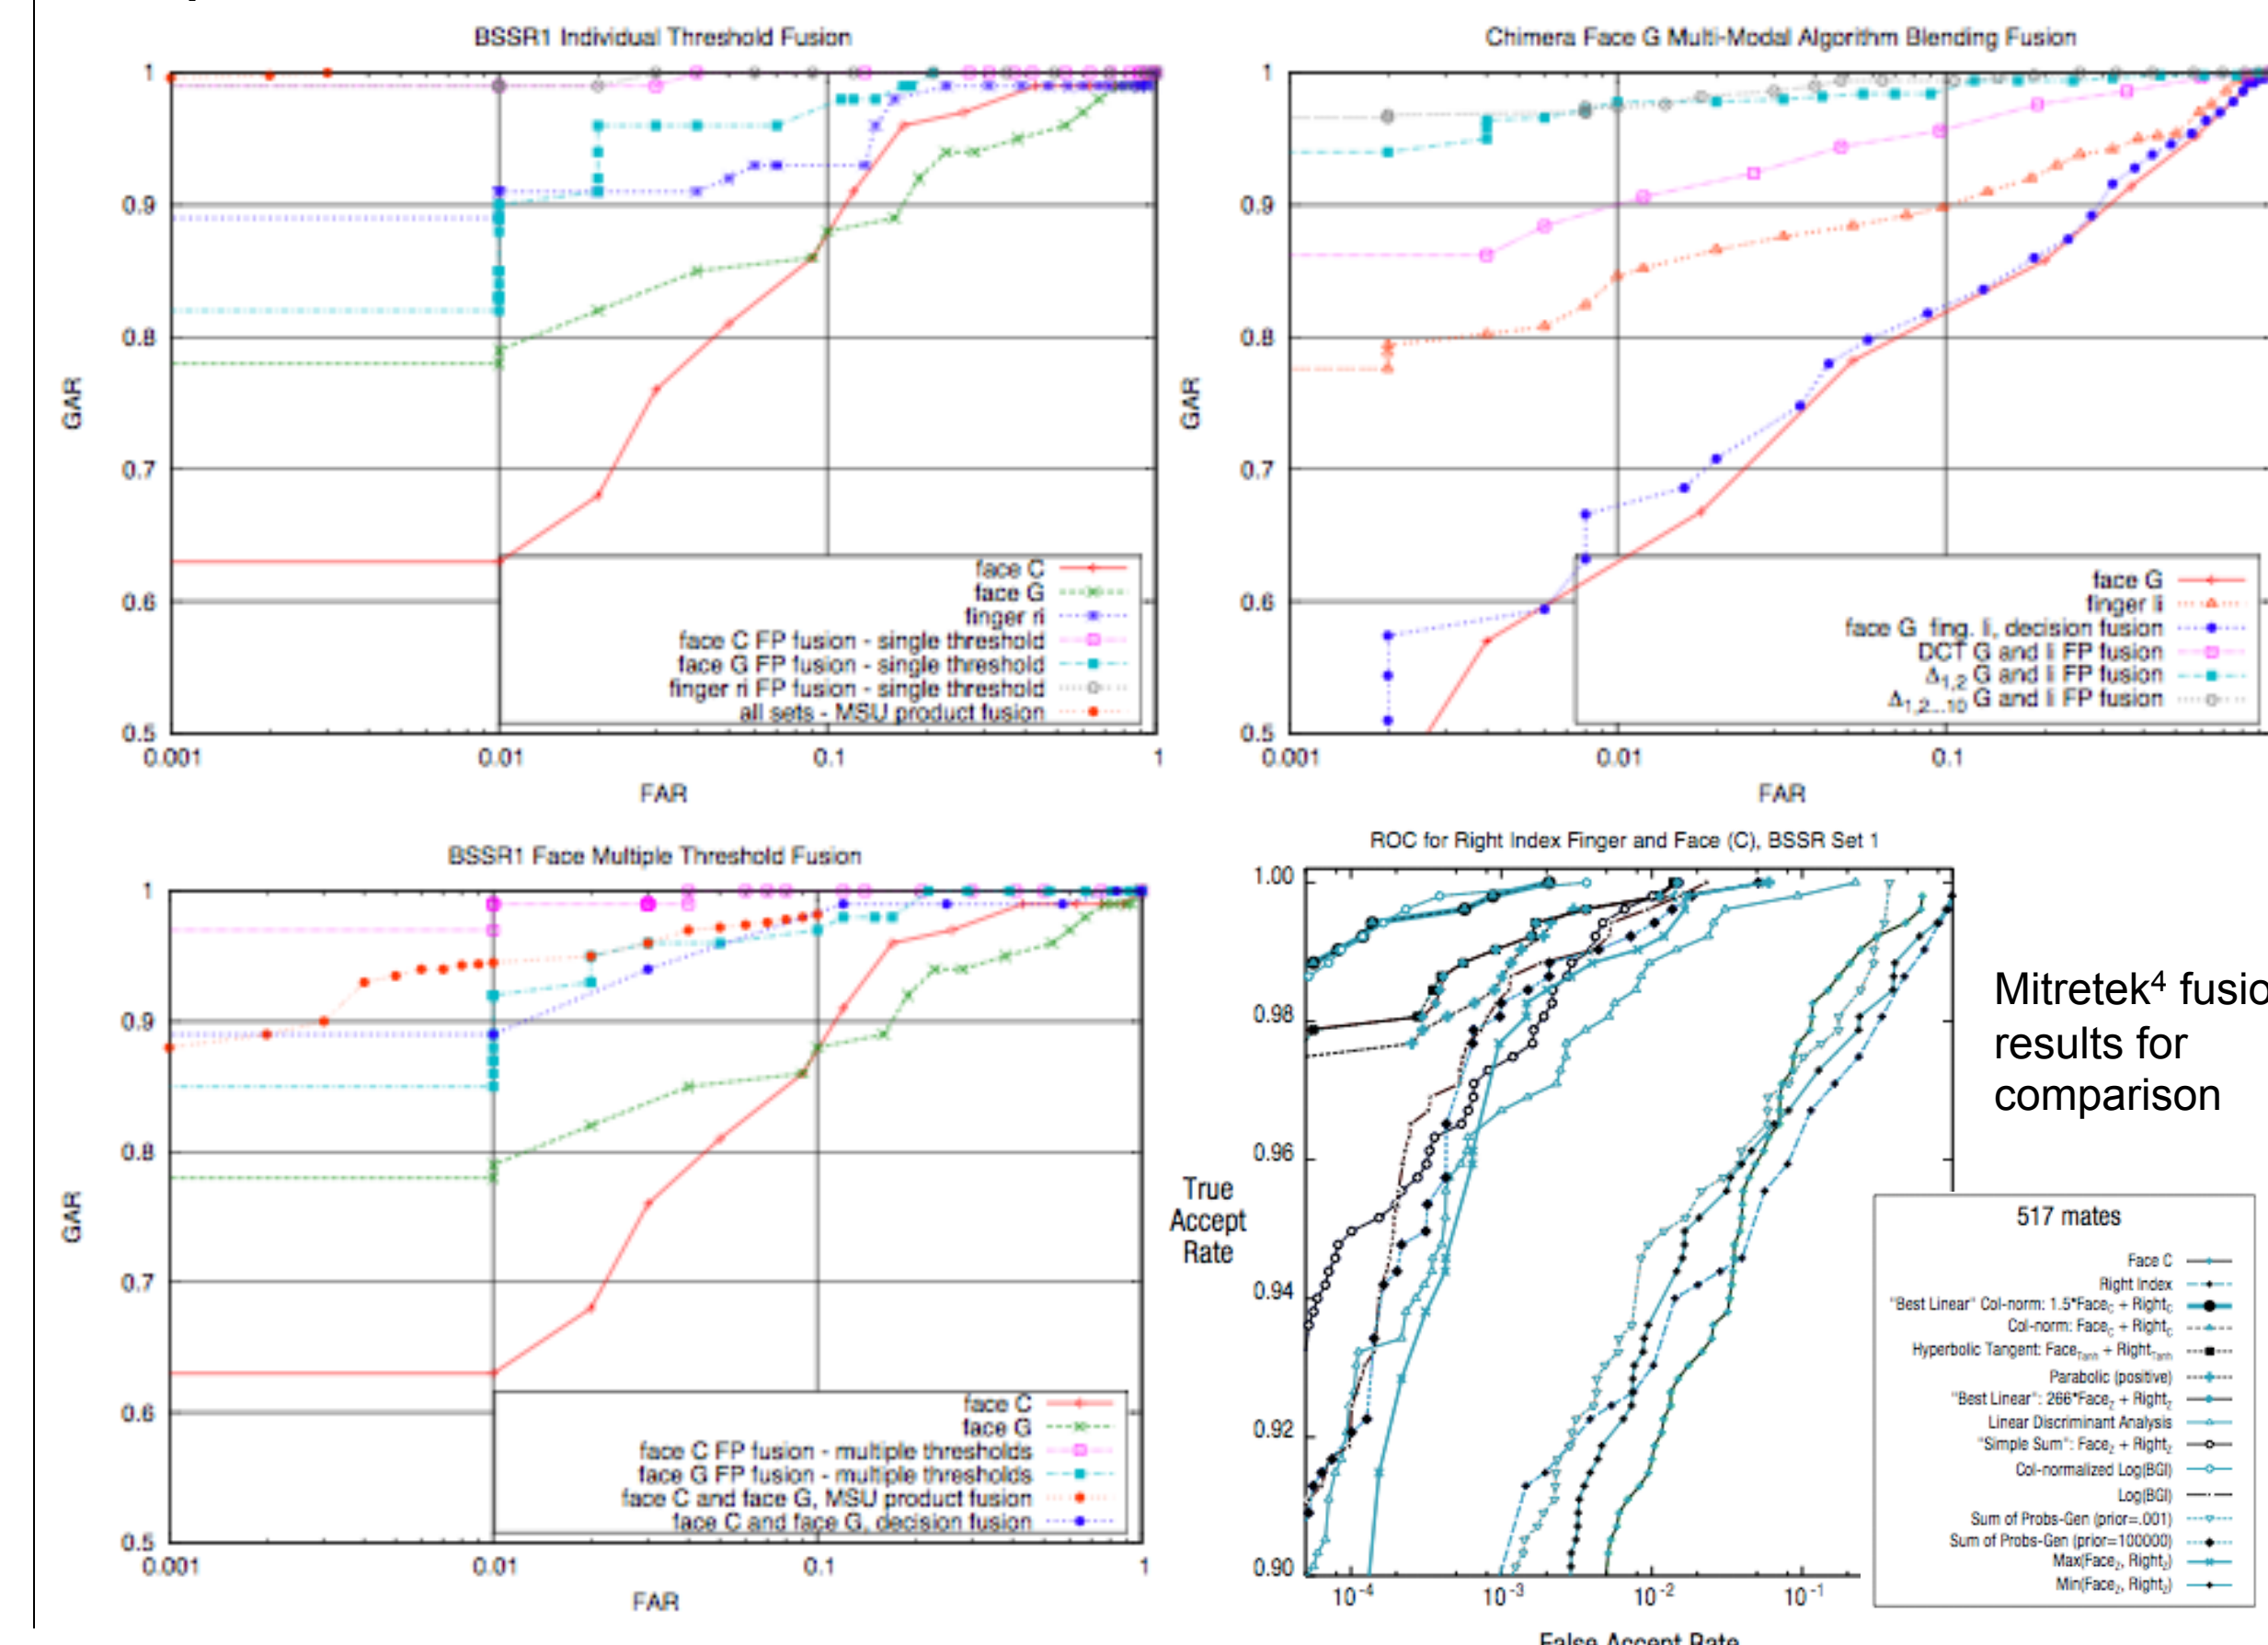 BSSR1 Individual Threshold Fusion
1
0.9
0.8
0.7
0.6
0.5
GAR
face C
face G
finger ri
face C FP fusion - single threshold
face G FP fusion - single threshold
finger ri FP fusion - single threshold
all sets - MSU product fusion
0.001 0.01 0.1 1
FAR
Chimera Face G Multi-Modal Algorithm Blending Fusion
1
0.9
0.8
0.7
0.6
0.5
GAR
face G
finger li
face G fing. li, decision fusion
DCT G and li FP fusion
Δ1,2 G and li FP fusion
Δ1,2...10 G and li FP fusion
0.001 0.01 0.1
FAR
BSSR1 Face Multiple Threshold Fusion
1
0.9
0.8
0.7
0.6
0.5
GAR
face C
face G
face C FP fusion - multiple thresholds
face G FP fusion - multiple thresholds
face C and face G, MSU product fusion
face C and face G, decision fusion
0.001 0.01 0.1 1
FAR
ROC for Right Index Finger and Face (C), BSSR Set 1
1.00
0.98
0.96
0.94
0.92
0.90
True
Accept
Rate
10-4 10-3 10-2 10-1
False Accept Rate
517 mates
Face C
Right Index
"Best Linear" Col-norm: 1.5*FaceC + RightC
Col-norm: FaceC + RightC
Hyperbolic Tangent: FaceTanh + RightTanh
Parabolic (positive)
"Best Linear": 266*FaceZ + RightZ
Linear Discriminant Analysis
"Simple Sum": FaceZ + RightZ
Col-normalized Log(BGI)
Log(BGI)
Sum of Probs-Gen (prior=.001)
Sum of Probs-Gen (prior=100000)
Max(FaceZ, RightZ)
Min(FaceZ, RightZ)
Mitretek4 fusio
results for
comparison